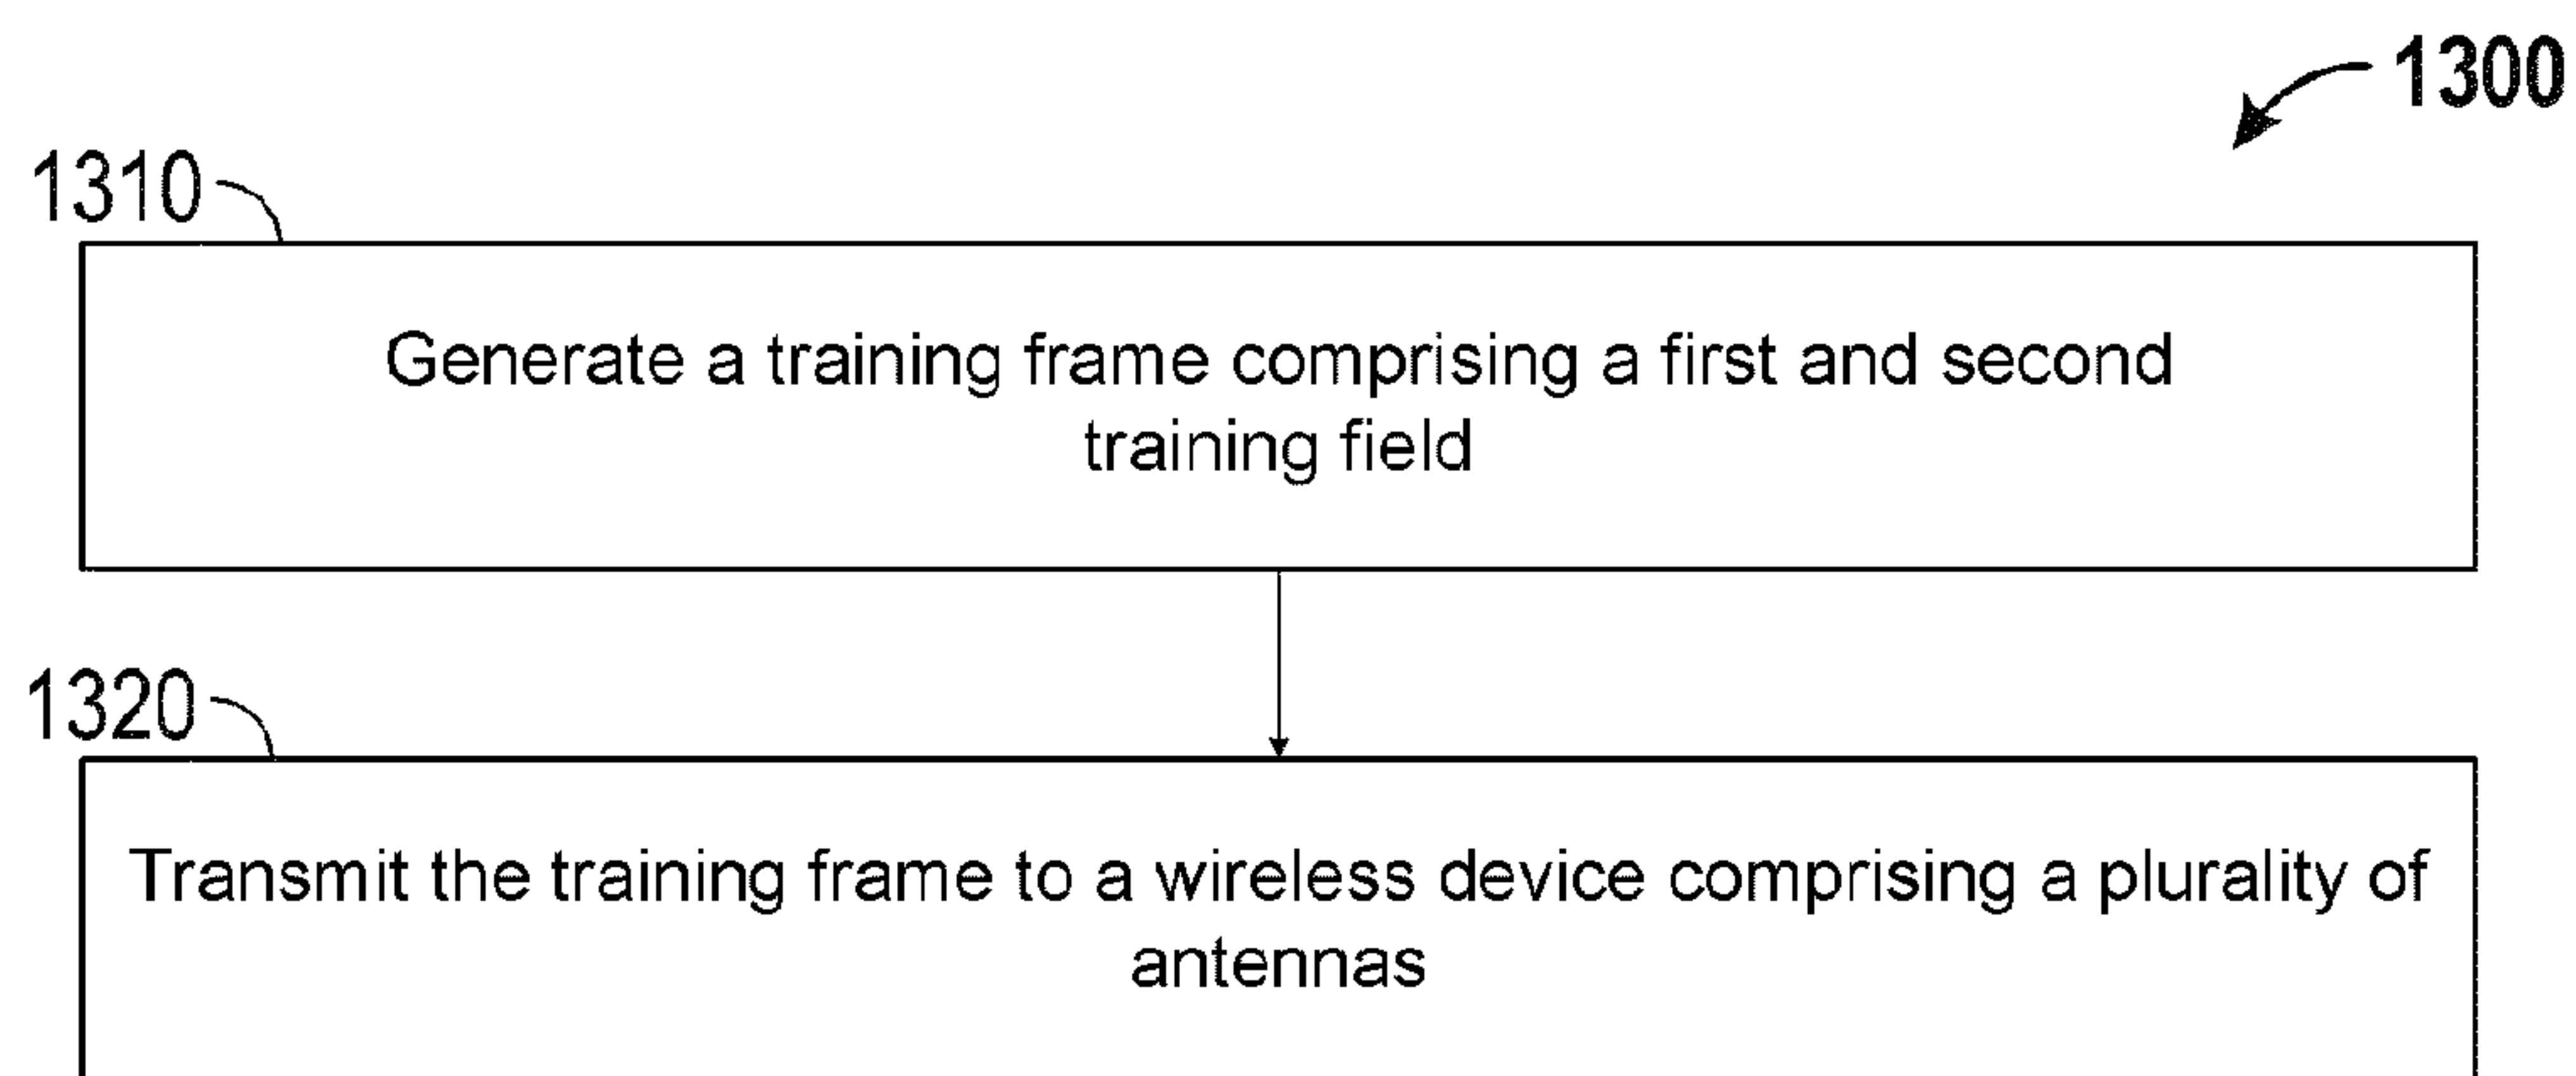 1300
1310
Generate a training frame comprising a first and second
training field
1320
Transmit the training frame to a wireless device comprising a plurality of
antennas